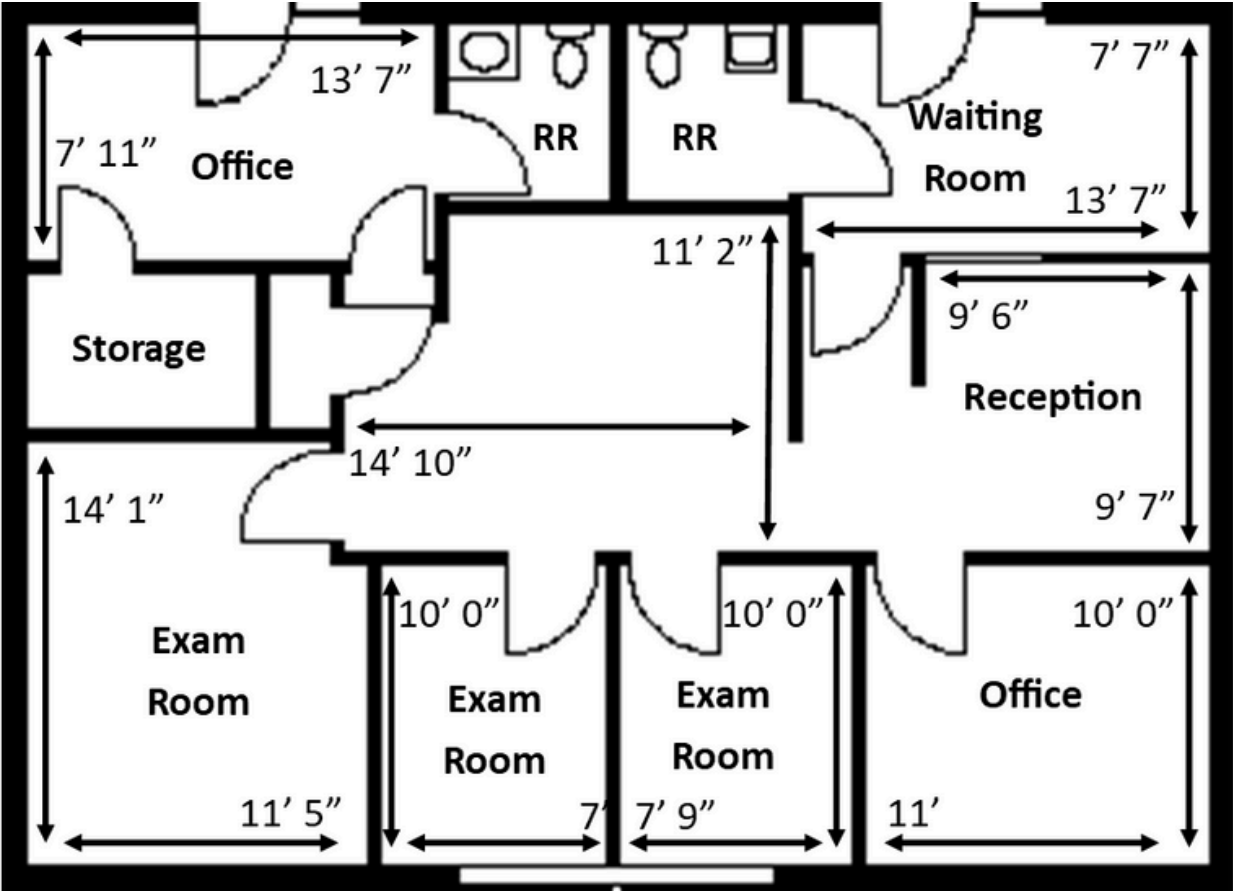 13’ 7”
7’ 11”
Office
RR
RR
7’ 7”
Waiting
Room
13’ 7”
11’ 2”
9’ 6”
Storage
Reception
14’ 10”
14’ 1”
9’ 7”
Exam
Room
10’ 0”
Exam
Room
10’ 0”
Exam
Room
10’ 0”
Office
11’ 5”
7’
7’ 9”
11’